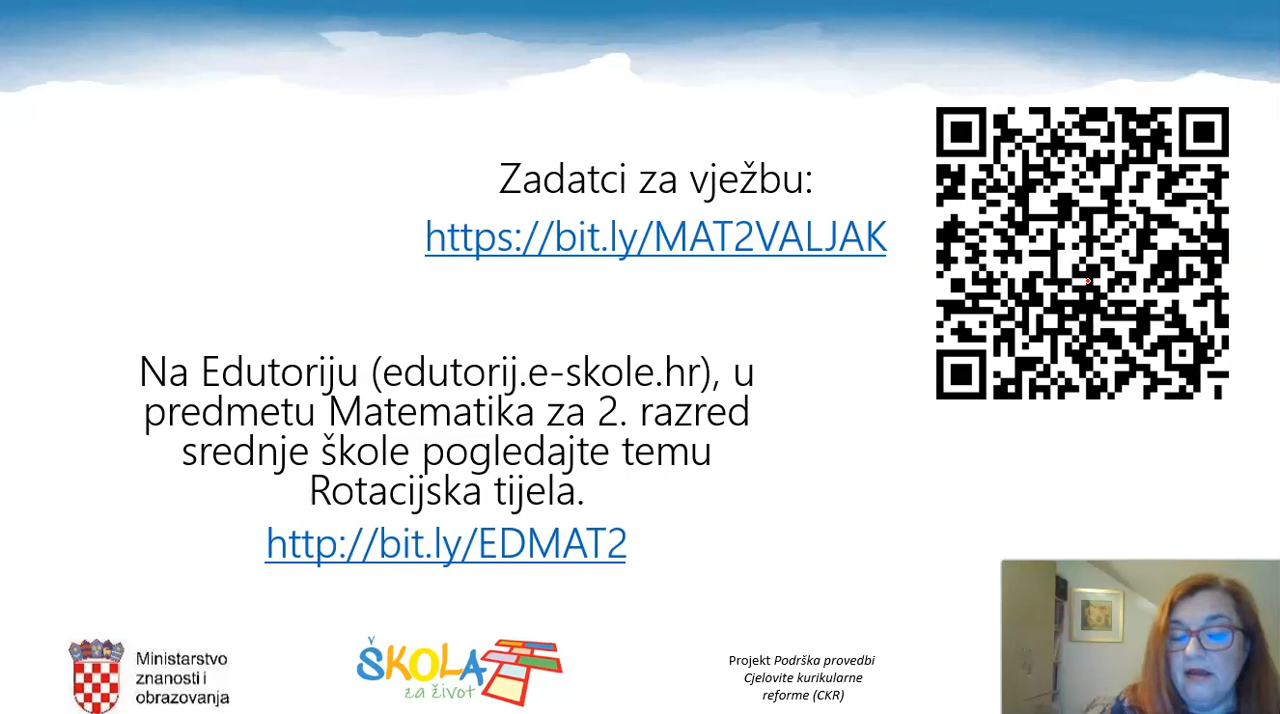 Zadatci za vježbu:
https://bit.ly/MAT2VALJAK
Na Edutoriju (edutorij.e-skole.hr), u
predmetu Matematika za 2. razred
srednje škole pogledajte temu
Rotacijska tijela.
http://bit.ly/EDMAT2
Ministarstvo
znanosti i
obrazovanja
ŠKOLA
za život
Projekt Podrška provedbi
Cjelovite kurikularne
reforme (CKR)